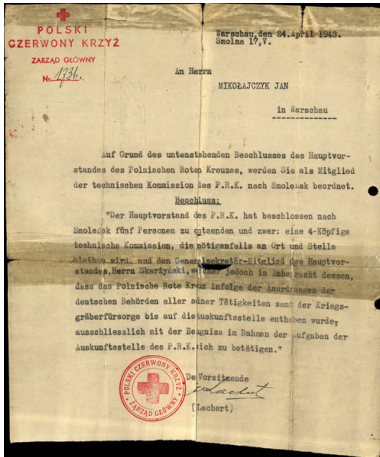 POLSKI
CZERWONY KRZYŻ
ZARZĄD GŁÓWNY
Nr. 1736.
Warschau, den 24.April 1943.
Smolna 17,V.
An Herrn
MIKOŁAJCZYK JAN
in Warschau
Auf Grund des untenstehenden Beschlusses des Hauptvor-
standes des Polnischen Roten Kreuzes, werden Sie als Mitglied
der technischen Kommission des P.R.K. nach Smolensk beordnet.
Beschluss:
"Der Hauptvorstand des P.R.K. hat beschlossen nach
Smolensk fünf Personen zu entsenden und zwar: eine 4-Köpfige
technische Kommission, die nötigenfalls an Ort und Stelle
bleiben wird, und den Generalsekretär-Mitglied des Hauptvor-
standes, Herrn Skarżyński, welcher jedoch in Anbetracht dessen,
dass das Polnische Rote Kreuz infolge der Anordnungen der
deutschen Behörden aller seiner Tätigkeiten samt der Kriegs-
gräberfürsorge bis auf die Auskunftsstelle enthoben wurde,
ausschliesslich mit der Befugniss im Rahmen der Aufgaben der
Auskunftsstelle des P.R.K. sich zu betätigen."
POLSKI CZERWONY KRZYŻ
ZARZĄD GŁÓWNY
Der Vorsitzende
Lachert
(Lachert)